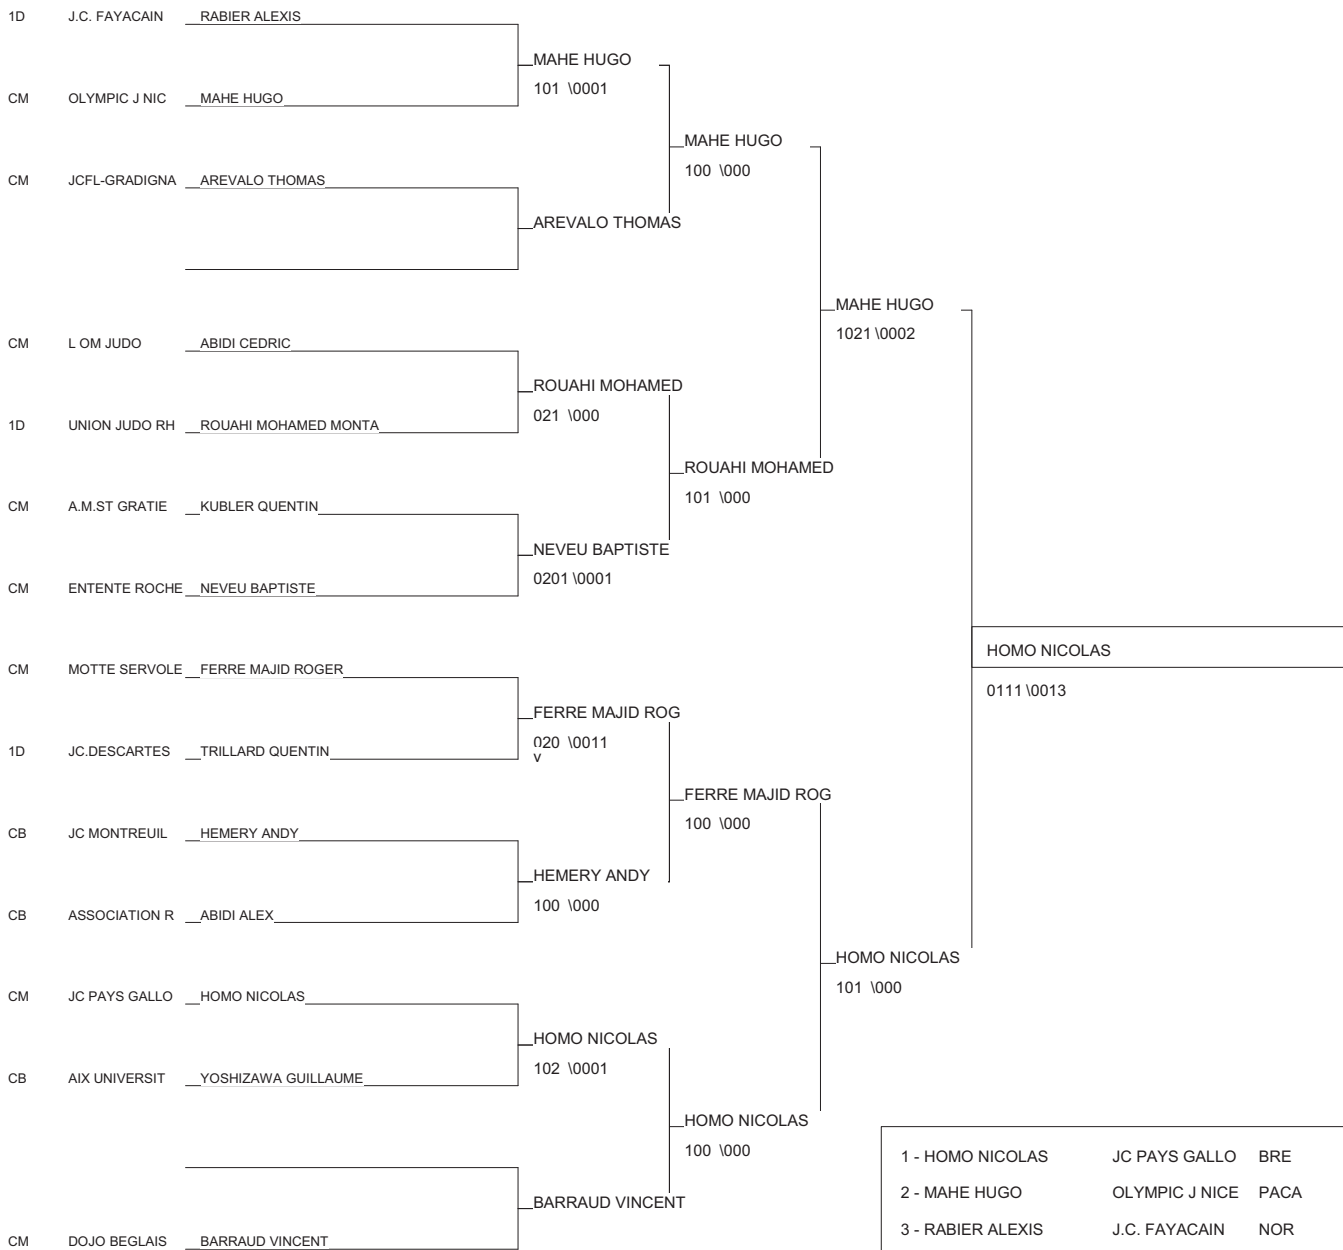 1D J.C. FAYACAIN RABIER ALEXIS
MAHE HUGO
101 \0001
CM OLYMPIC J NIC MAHE HUGO
MAHE HUGO
100 \000
CM JCFL-GRADIGNA AREVALO THOMAS
AREVALO THOMAS
MAHE HUGO
1021 \0002
CM L OM JUDO ABIDI CEDRIC
ROUAHI MOHAMED
021 \000
1D UNION JUDO RH ROUAHI MOHAMED MONTA
ROUAHI MOHAMED
101 \000
CM A.M.ST GRATIE KUBLER QUENTIN
NEVEU BAPTISTE
0201 \0001
CM ENTENTE ROCHE NEVEU BAPTISTE
HOMO NICOLAS
0111 \0013
CM MOTTE SERVOLE FERRE MAJID ROGER
FERRE MAJID ROG
020 \0011
v
1D JC.DESCARTES TRILLARD QUENTIN
FERRE MAJID ROG
100 \000
CB JC MONTREUIL HEMERY ANDY
HEMERY ANDY
100 \000
CB ASSOCIATION R ABIDI ALEX
HOMO NICOLAS
101 \000
CM JC PAYS GALLO HOMO NICOLAS
HOMO NICOLAS
102 \0001
CB AIX UNIVERSIT YOSHIZAWA GUILLAUME
HOMO NICOLAS
100 \000
BARRAUD VINCENT
CM DOJO BEGLAIS BARRAUD VINCENT
1 - HOMO NICOLAS JC PAYS GALLO BRE
2 - MAHE HUGO OLYMPIC J NICE PACA
3 - RABIER ALEXIS J.C. FAYACAIN NOR